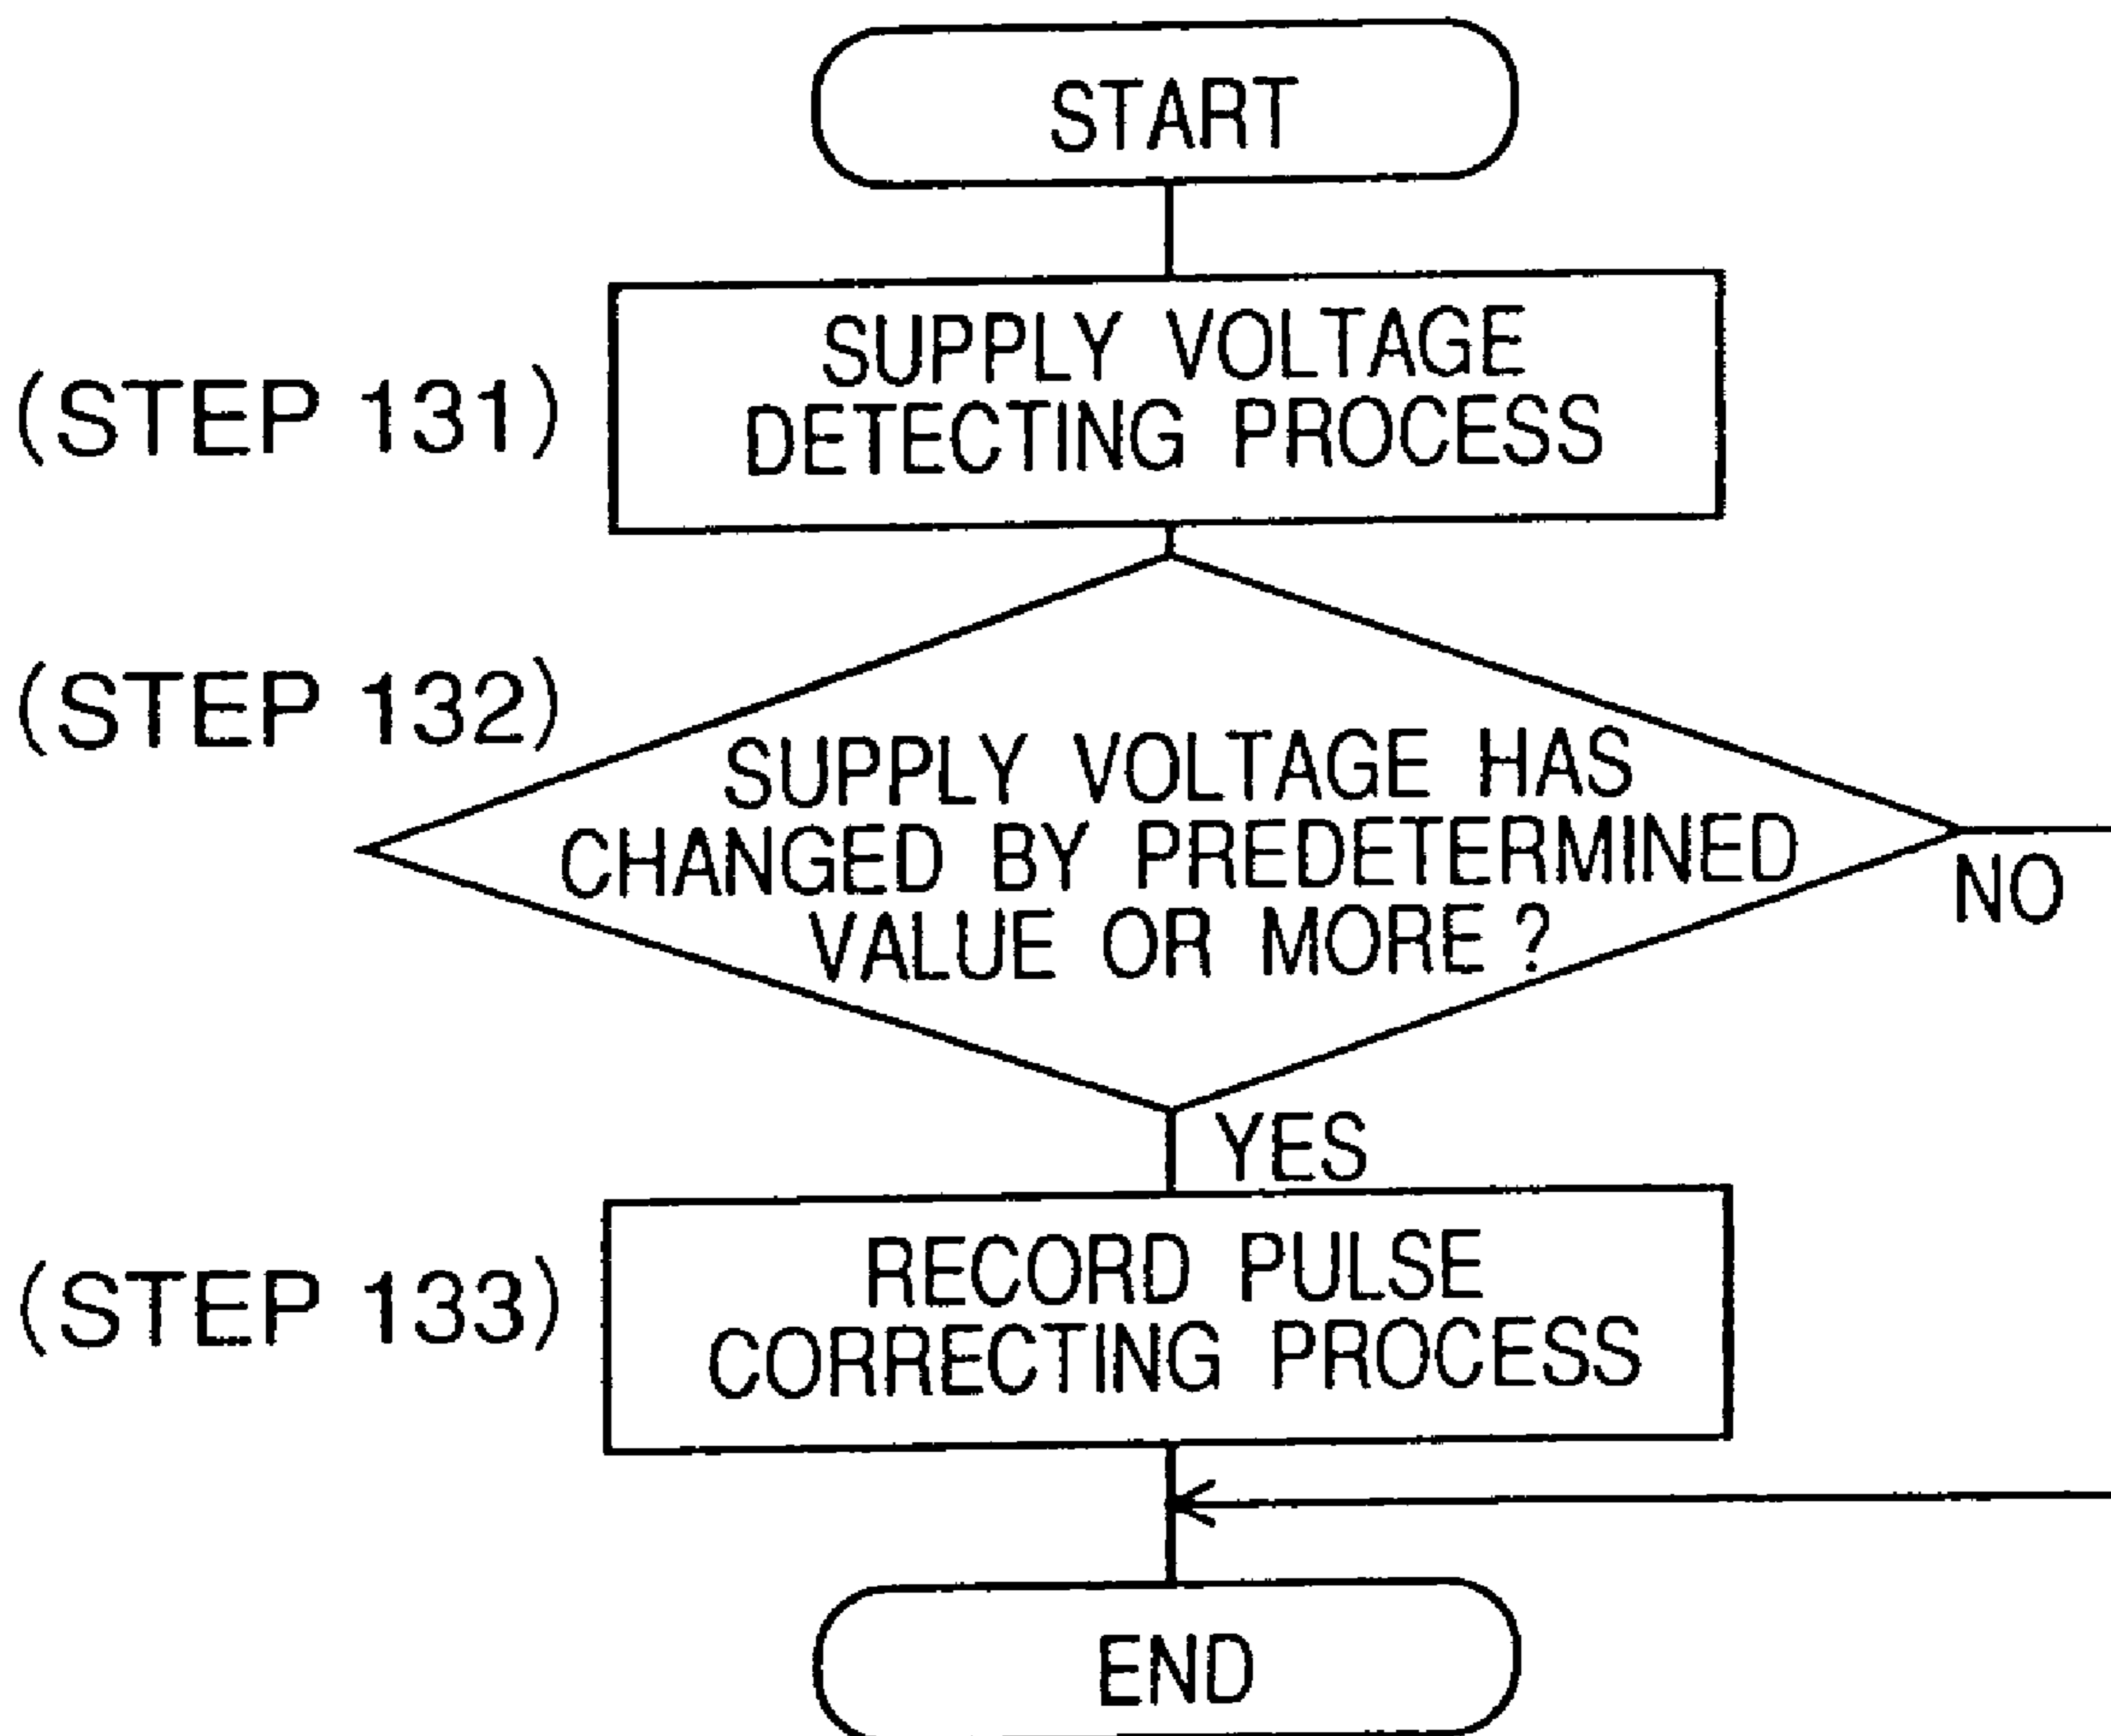 START
(STEP 131)
SUPPLY VOLTAGE
DETECTING PROCESS
(STEP 132)
SUPPLY VOLTAGE HAS
CHANGED BY PREDETERMINED
VALUE OR MORE ?
NO
YES
(STEP 133)
RECORD PULSE
CORRECTING PROCESS
END